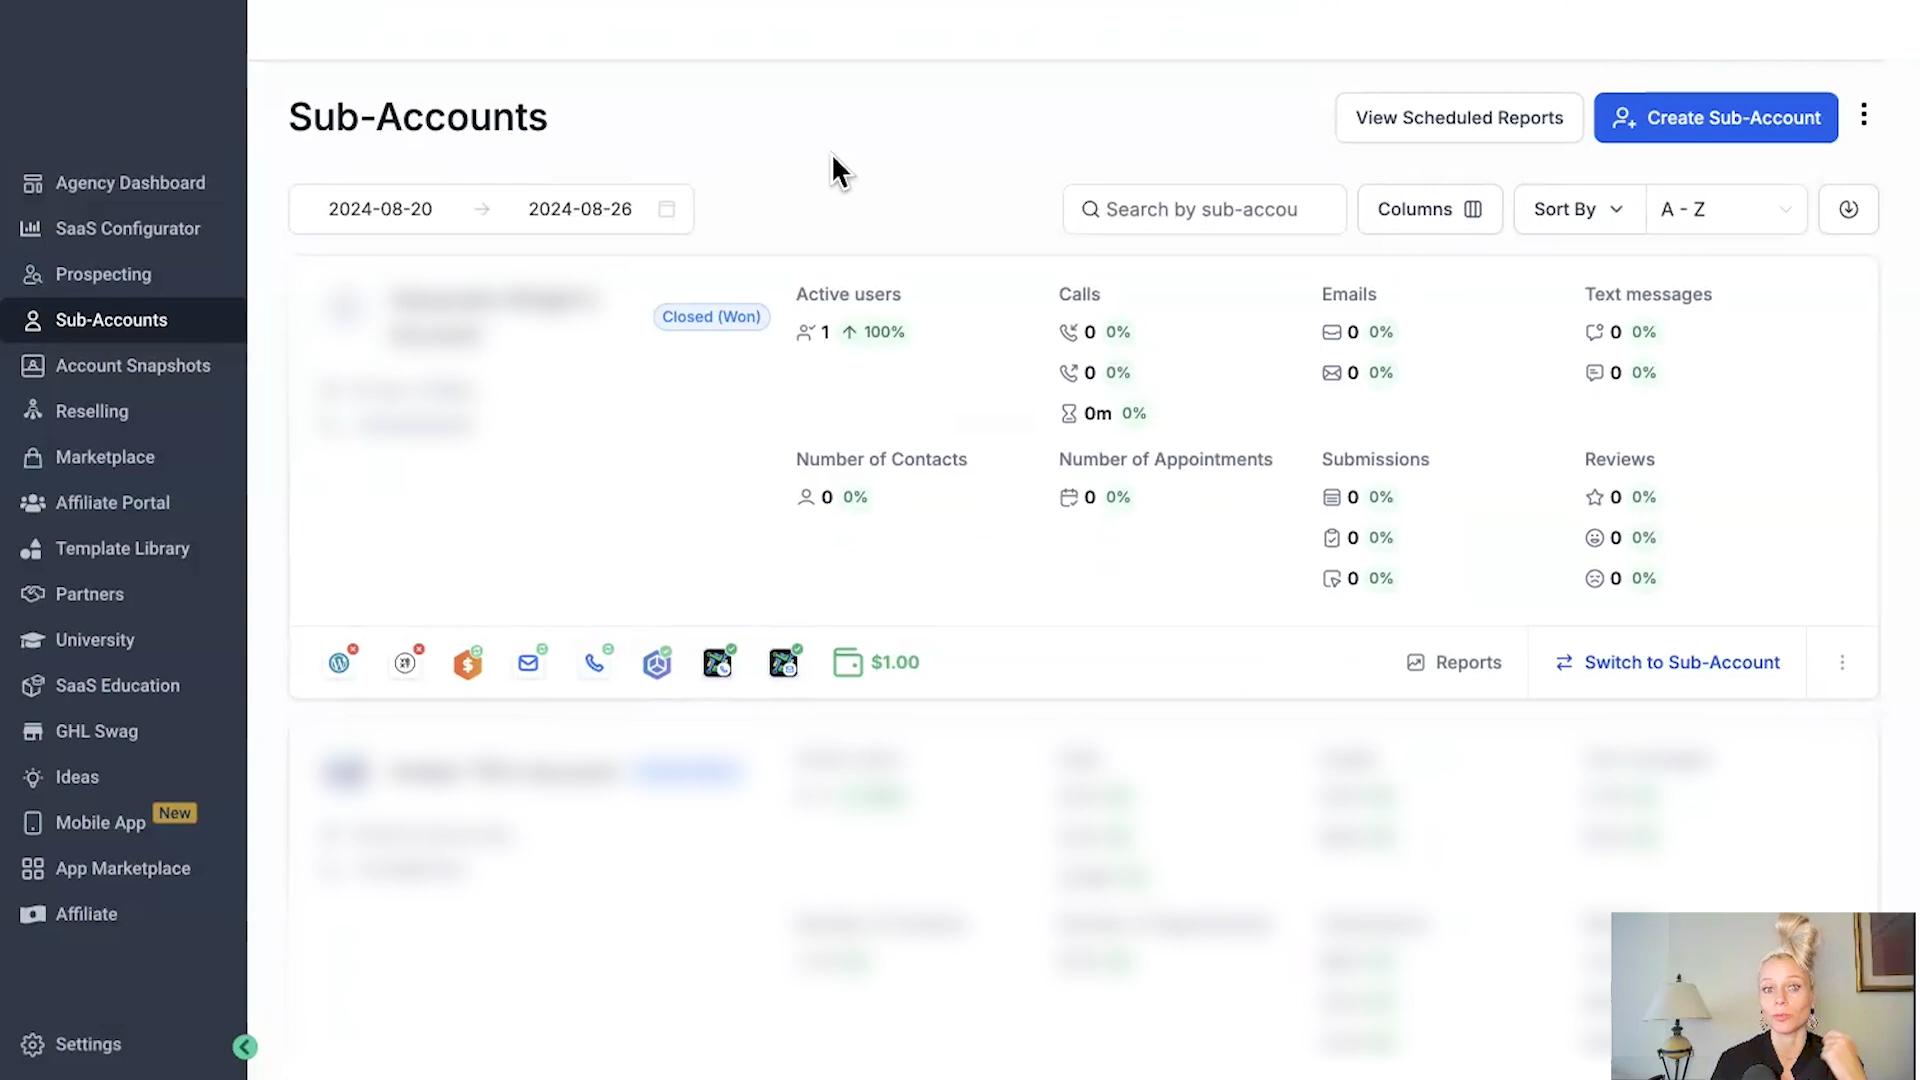 Agency Dashboard
SaaS Configurator
Prospecting
Sub-Accounts
Account Snapshots
Reselling
Marketplace
Affiliate Portal
Template Library
Partners
University
SaaS Education
GHL Swag
Ideas
Mobile App New
App Marketplace
Affiliate
Settings
Sub-Accounts
View Scheduled Reports
Create Sub-Account
2024-08-20 → 2024-08-26
Search by sub-accou
Columns
Sort By
A - Z
Closed (Won)
Active users
1 ↑ 100%
Calls
0 0%
0 0%
0m 0%
Emails
0 0%
0 0%
Text messages
0 0%
0 0%
Number of Contacts
0 0%
Number of Appointments
0 0%
Submissions
0 0%
0 0%
0 0%
Reviews
0 0%
0 0%
0 0%
$1.00
Reports
Switch to Sub-Account